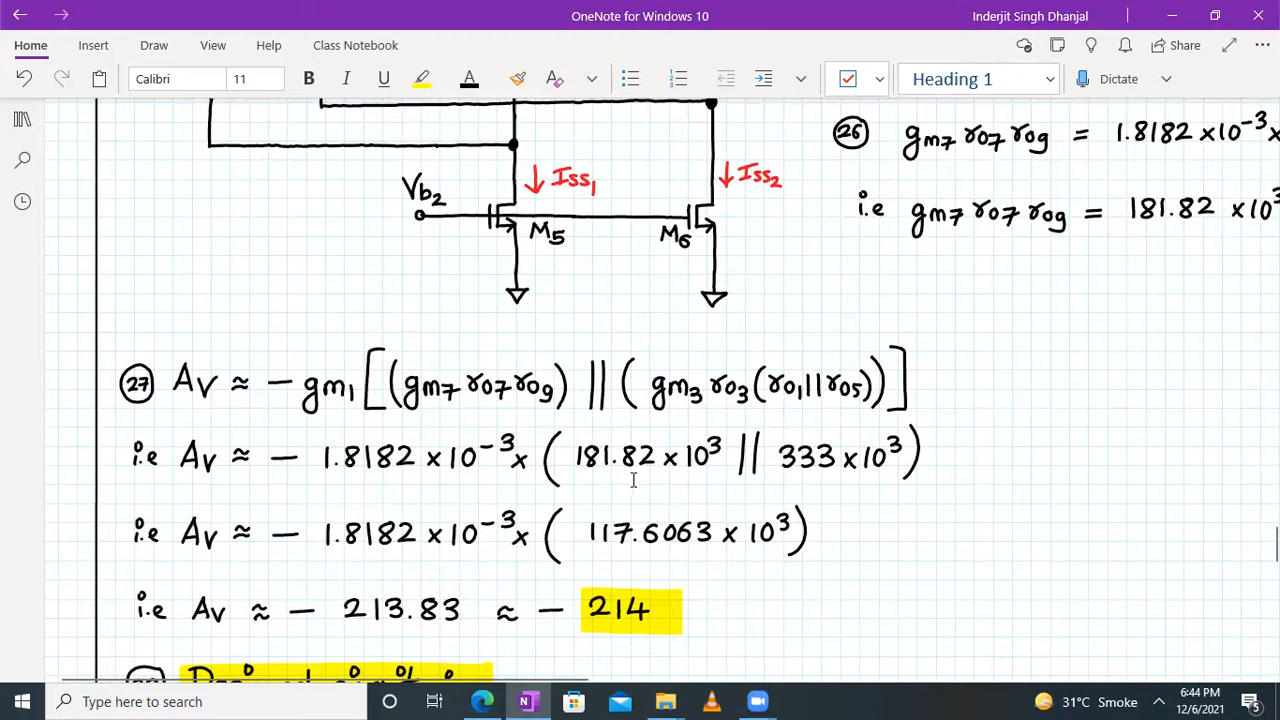 OneNote for Windows 10
Inderjit Singh Dhanjal
Home Insert Draw View Help Class Notebook Share
Calibri 11 B I U A Heading 1 Dictate
Vb2
↓ Iss1
↓ Iss2
M5
M6
26 gm7 ro7 ro9 = 1.8182 ×10⁻³×
i.e gm7 ro7 ro9 = 181.82 ×10³
27 Av ≈ - gm1 [(gm7 ro7 ro9) || (gm3 ro3 (ro1 || ro5))]
i.e Av ≈ - 1.8182 ×10⁻³ × (181.82 × 10³ || 333 ×10³)
i.e Av ≈ - 1.8182 ×10⁻³ × (117.6063 × 10³)
i.e Av ≈ - 213.83 ≈ - 214
Type here to search
31°C Smoke
6:44 PM
12/6/2021
5